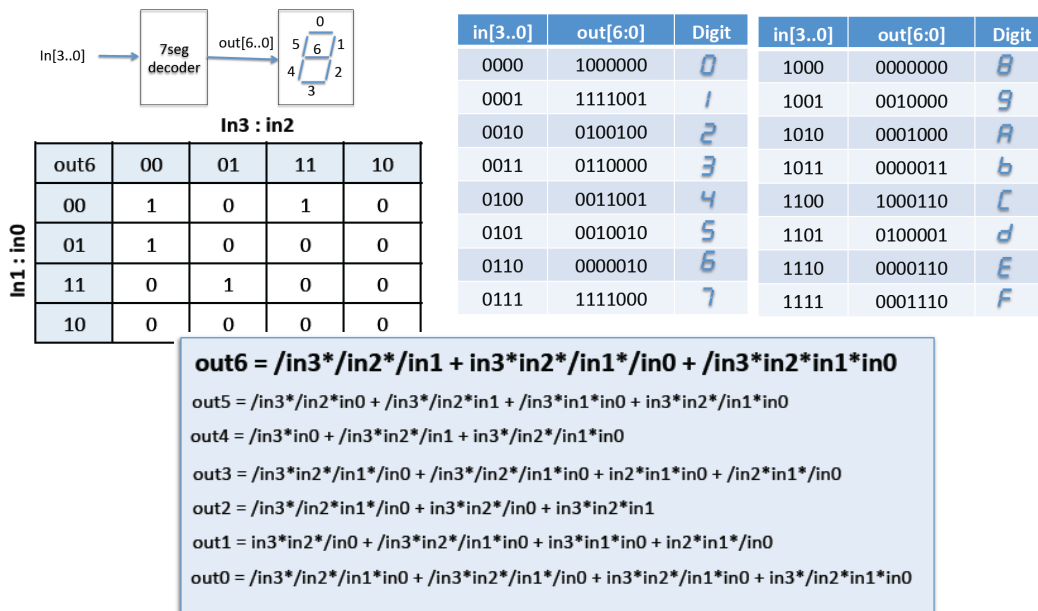 In[3..0]
7seg
decoder
out[6..0]
0
5 6 1
4 2
3
In3 : in2
In1 : in0
out6 00 01 11 10
00 1 0 1 0
01 1 0 0 0
11 0 1 0 0
10 0 0 0 0
in[3..0] out[6:0] Digit
0000 1000000 0
0001 1111001 1
0010 0100100 2
0011 0110000 3
0100 0011001 4
0101 0010010 5
0110 0000010 6
0111 1111000 7
in[3..0] out[6:0] Digit
1000 0000000 8
1001 0010000 9
1010 0001000 A
1011 0000011 b
1100 1000110 C
1101 0100001 d
1110 0000110 E
1111 0001110 F
out6 = /in3*/in2*/in1 + in3*in2*/in1*/in0 + /in3*in2*in1*in0
out5 = /in3*/in2*in0 + /in3*/in2*in1 + /in3*in1*in0 + in3*in2*/in1*in0
out4 = /in3*in0 + /in3*in2*/in1 + in3*/in2*/in1*in0
out3 = /in3*in2*/in1*/in0 + /in3*/in2*/in1*in0 + in2*in1*in0 + /in2*in1*/in0
out2 = /in3*/in2*in1*/in0 + in3*in2*/in0 + in3*in2*in1
out1 = in3*in2*/in0 + /in3*in2*/in1*in0 + in3*in1*in0 + in2*in1*/in0
out0 = /in3*/in2*/in1*in0 + /in3*in2*/in1*/in0 + in3*in2*/in1*in0 + in3*/in2*in1*in0